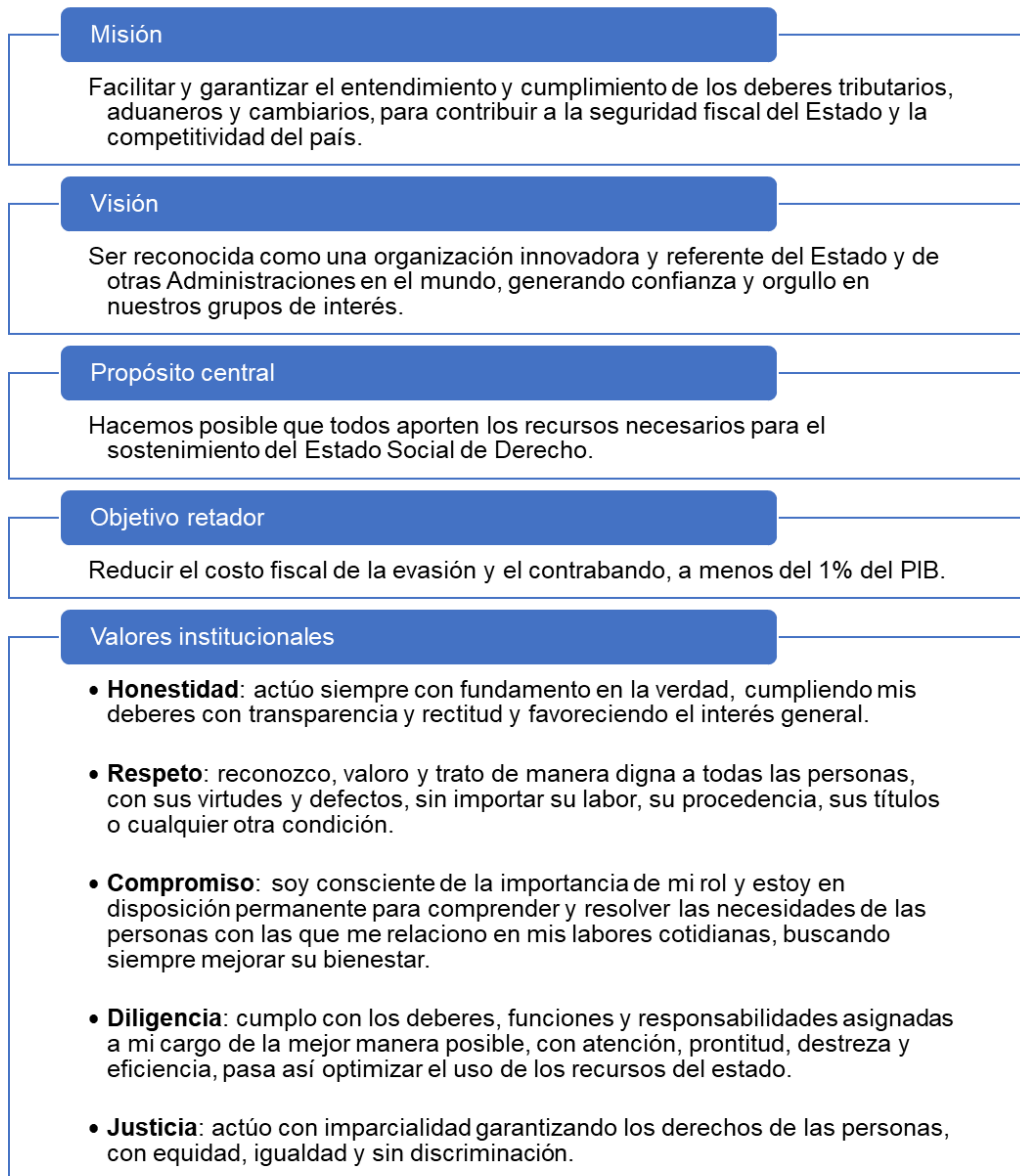 Misión
Facilitar y garantizar el entendimiento y cumplimiento de los deberes tributarios,
aduaneros y cambiarios, para contribuir a la seguridad fiscal del Estado y la
competitividad del país.
Visión
Ser reconocida como una organización innovadora y referente del Estado y de
otras Administraciones en el mundo, generando confianza y orgullo en
nuestros grupos de interés.
Propósito central
Hacemos posible que todos aporten los recursos necesarios para el
sostenimiento del Estado Social de Derecho.
Objetivo retador
Reducir el costo fiscal de la evasión y el contrabando, a menos del 1% del PIB.
Valores institucionales
• Honestidad: actúo siempre con fundamento en la verdad, cumpliendo mis
deberes con transparencia y rectitud y favoreciendo el interés general.
• Respeto: reconozco, valoro y trato de manera digna a todas las personas,
con sus virtudes y defectos, sin importar su labor, su procedencia, sus títulos
o cualquier otra condición.
• Compromiso: soy consciente de la importancia de mi rol y estoy en
disposición permanente para comprender y resolver las necesidades de las
personas con las que me relaciono en mis labores cotidianas, buscando
siempre mejorar su bienestar.
• Diligencia: cumplo con los deberes, funciones y responsabilidades asignadas
a mi cargo de la mejor manera posible, con atención, prontitud, destreza y
eficiencia, pasa así optimizar el uso de los recursos del estado.
• Justicia: actúo con imparcialidad garantizando los derechos de las personas,
con equidad, igualdad y sin discriminación.